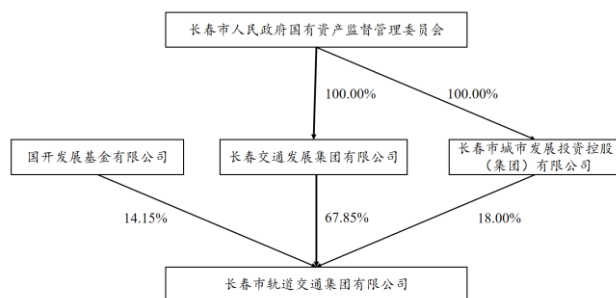 长春市人民政府国有资产监督管理委员会
100.00%
100.00%
国开发展基金有限公司
长春交通发展集团有限公司
长春市城市发展投资控股
（集团）有限公司
14.15%
67.85%
18.00%
长春市轨道交通集团有限公司